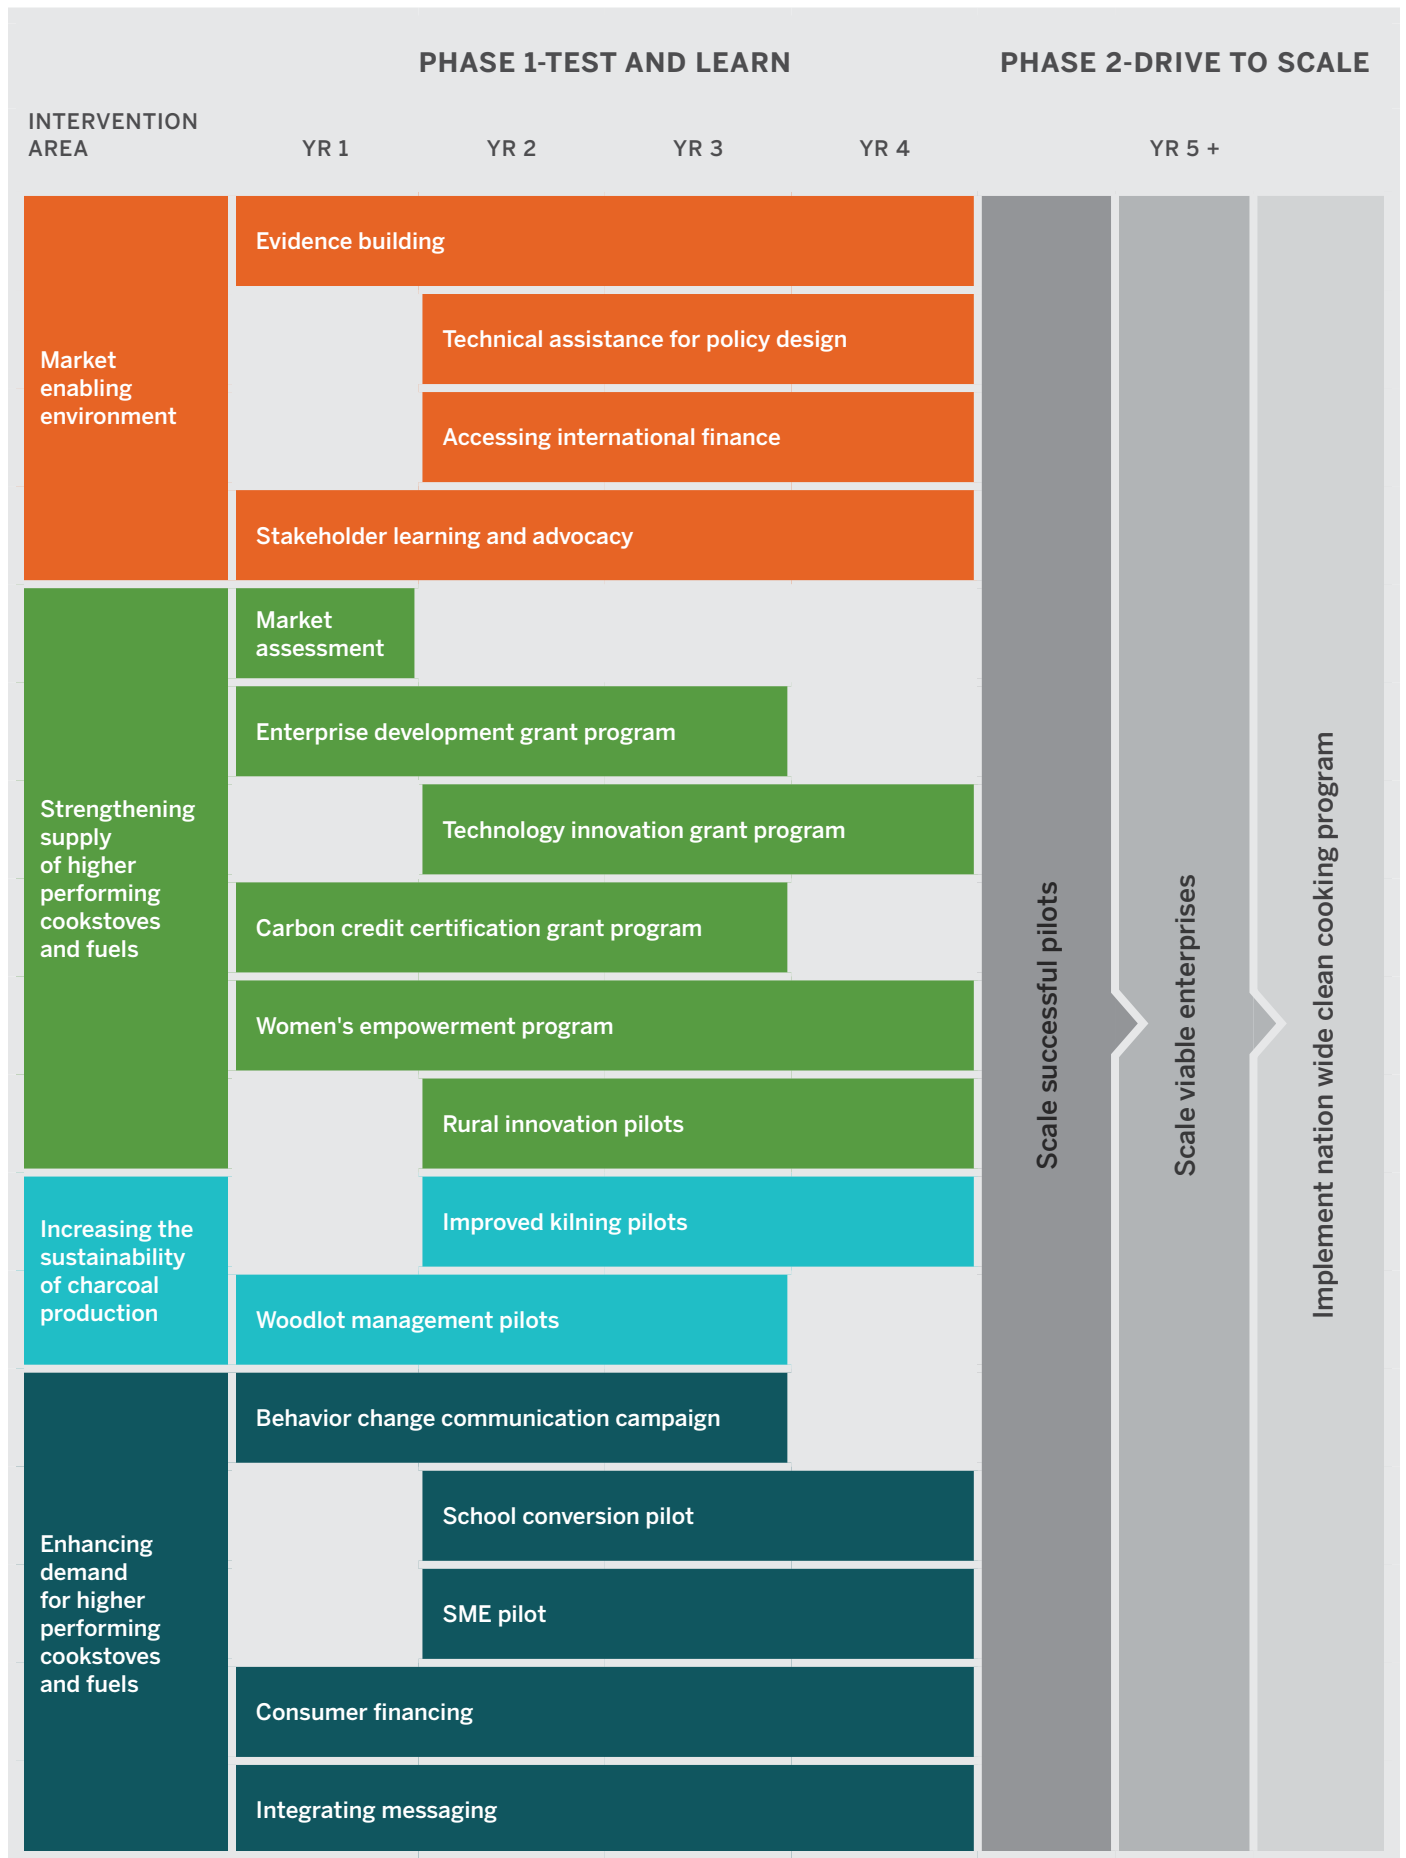 PHASE 1-TEST AND LEARN
PHASE 2-DRIVE TO SCALE
INTERVENTION
AREA
YR 1
YR 2
YR 3
YR 4
YR 5 +
Market
enabling
environment
Evidence building
Technical assistance for policy design
Accessing international finance
Stakeholder learning and advocacy
Strengthening
supply
of higher
performing
cookstoves
and fuels
Market
assessment
Enterprise development grant program
Technology innovation grant program
Carbon credit certification grant program
Women's empowerment program
Rural innovation pilots
Increasing the
sustainability
of charcoal
production
Improved kilning pilots
Woodlot management pilots
Enhancing
demand
for higher
performing
cookstoves
and fuels
Behavior change communication campaign
School conversion pilot
SME pilot
Consumer financing
Integrating messaging
Scale successful pilots
Scale viable enterprises
Implement nation wide clean cooking program